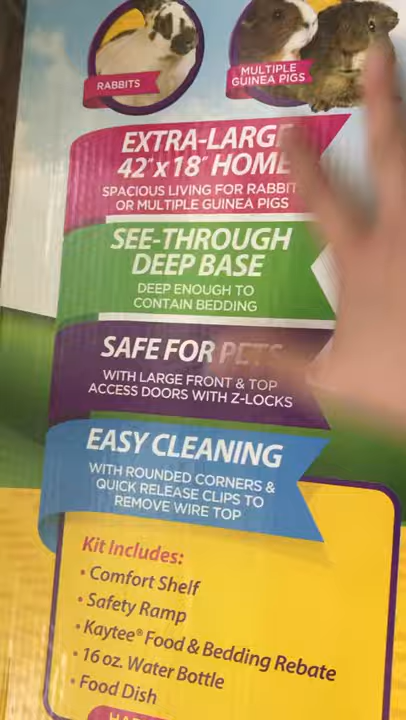 RABBITS
MULTIPLE
GUINEA PIGS
EXTRA-LARGE
42"x18" HOME
SPACIOUS LIVING FOR RABBIT
OR MULTIPLE GUINEA PIGS
SEE-THROUGH
DEEP BASE
DEEP ENOUGH TO
CONTAIN BEDDING
SAFE FOR PETS
WITH LARGE FRONT & TOP
ACCESS DOORS WITH Z-LOCKS
EASY CLEANING
WITH ROUNDED CORNERS &
QUICK RELEASE CLIPS TO
REMOVE WIRE TOP
Kit Includes:
• Comfort Shelf
• Safety Ramp
• Kaytee® Food & Bedding Rebate
• 16 oz. Water Bottle
• Food Dish